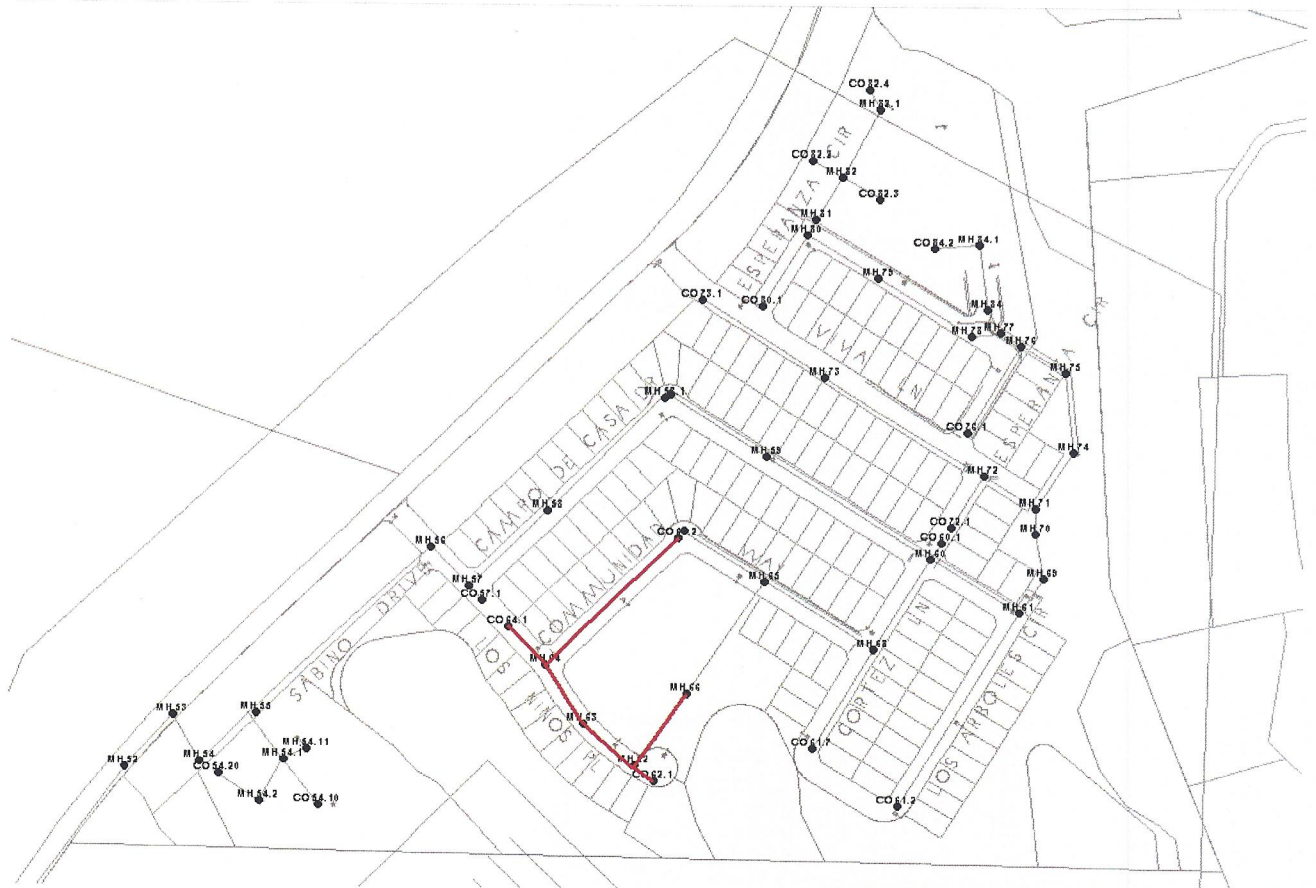 CO 82.4
MH 82.1
CO 82.2
MH 82
CO 82.3
ESPERANZA CIR
MH 81
MH 80
CO 84.2
MH 84.1
MH 79
CO 73.1
CO 80.1
MH 84
MH 78
MH 77
MH 76
VIVA LN
MH 75
ESPERANZA CIR
MH 73
CO 76.1
MH 74
MH 59
MH 72
CAMPO DE CASA DR
MH 58
MH 71
CO 72.1
MH 70
CO 60.1
MH 60
COMMUNIDAD WAY
MH 56
MH 57
CO 57.1
MH 65
MH 69
MH 61
CO 64.1
MH 64
SABINO DRIVE
LOS NINOS PL
MH 63
MH 66
MH 68
CORTEZ LN
LOS ARBOLES CIR
MH 53
MH 55
MH 54.11
MH 54.1
MH 54
CO 54.20
MH 52
MH 54.2
CO 54.10
MH 62
CO 62.1
CO 61.7
CO 61.2